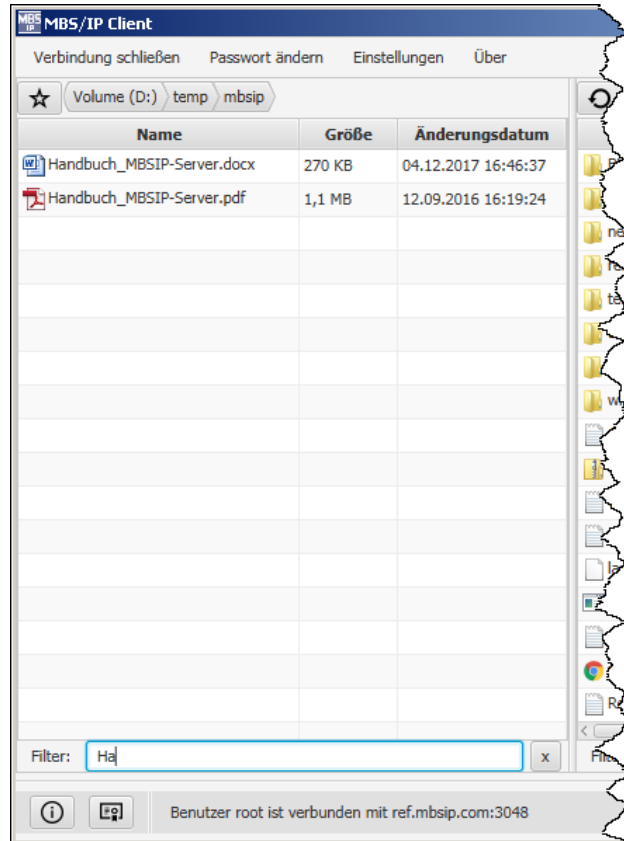 MBS/IP Client
Verbindung schließen Passwort ändern Einstellungen Über
Volume (D:) temp mbsip
Name Größe Änderungsdatum
Handbuch_MBSIP-Server.docx 270 KB 04.12.2017 16:46:37
Handbuch_MBSIP-Server.pdf 1,1 MB 12.09.2016 16:19:24
Filter: Ha x
Benutzer root ist verbunden mit ref.mbsip.com:3048